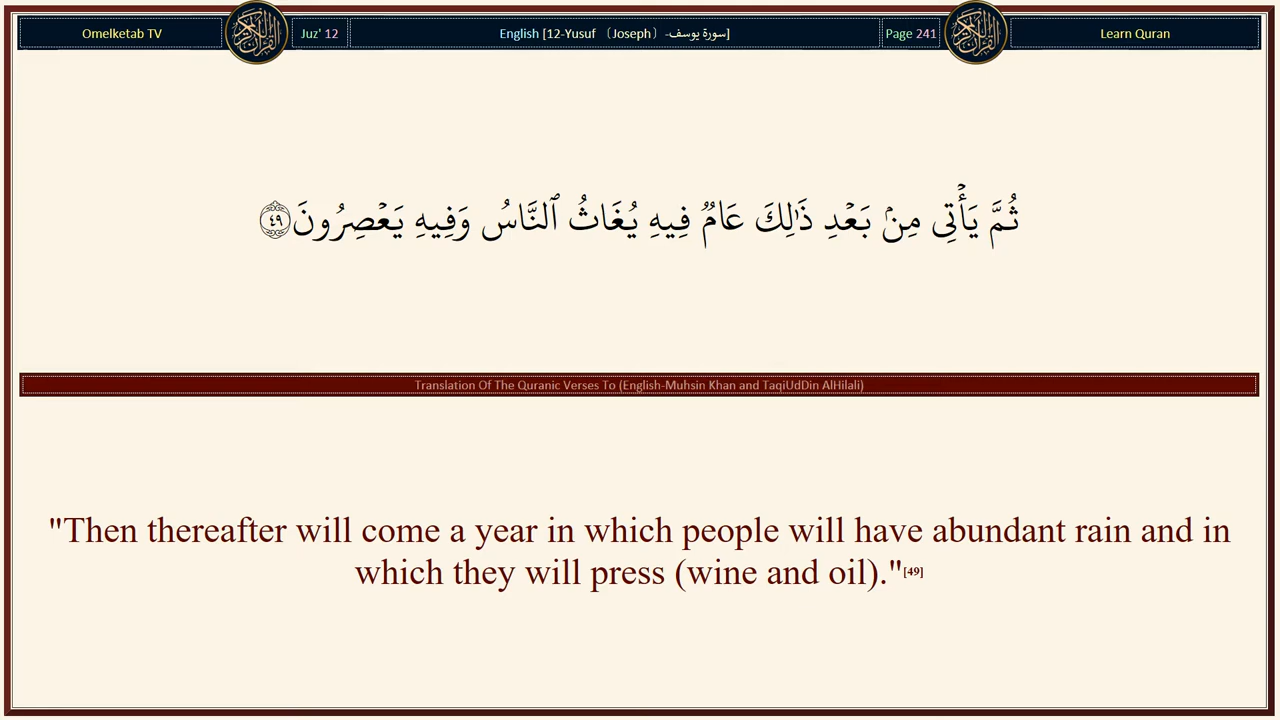 Omelketab TV
Juz' 12
English [12-Yusuf （Joseph）-سورة يوسف]
Page 241
Learn Quran
ثُمَّ يَأۡتِى مِنۢ بَعۡدِ ذَٰلِكَ عَامٌۭ فِيهِ يُغَاثُ ٱلنَّاسُ وَفِيهِ يَعۡصِرُونَ ٤٩
Translation Of The Quranic Verses To (English-Muhsin Khan and TaqiUdDin AlHilali)
"Then thereafter will come a year in which people will have abundant rain and in
which they will press (wine and oil)."[49]